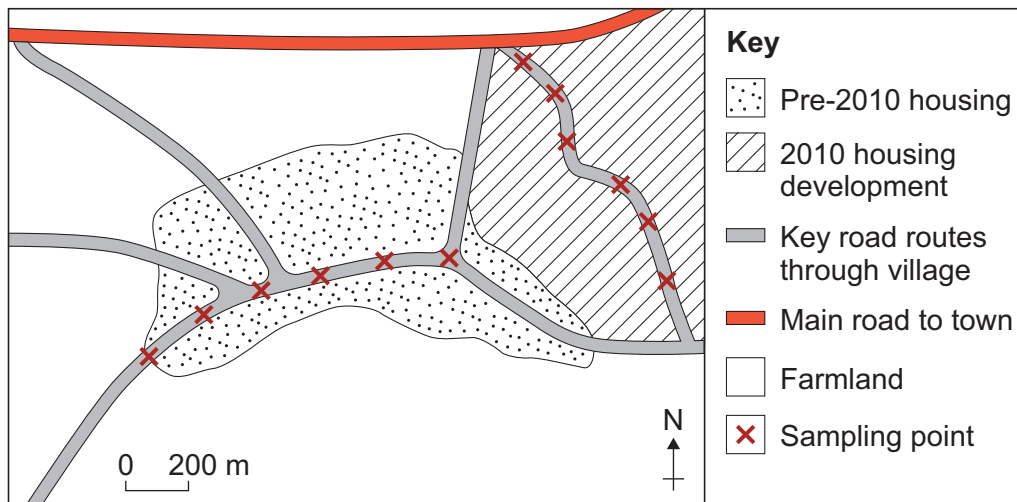 Key
Pre-2010 housing
2010 housing
development
Key road routes
through village
Main road to town
Farmland
Sampling point
N
0 200 m